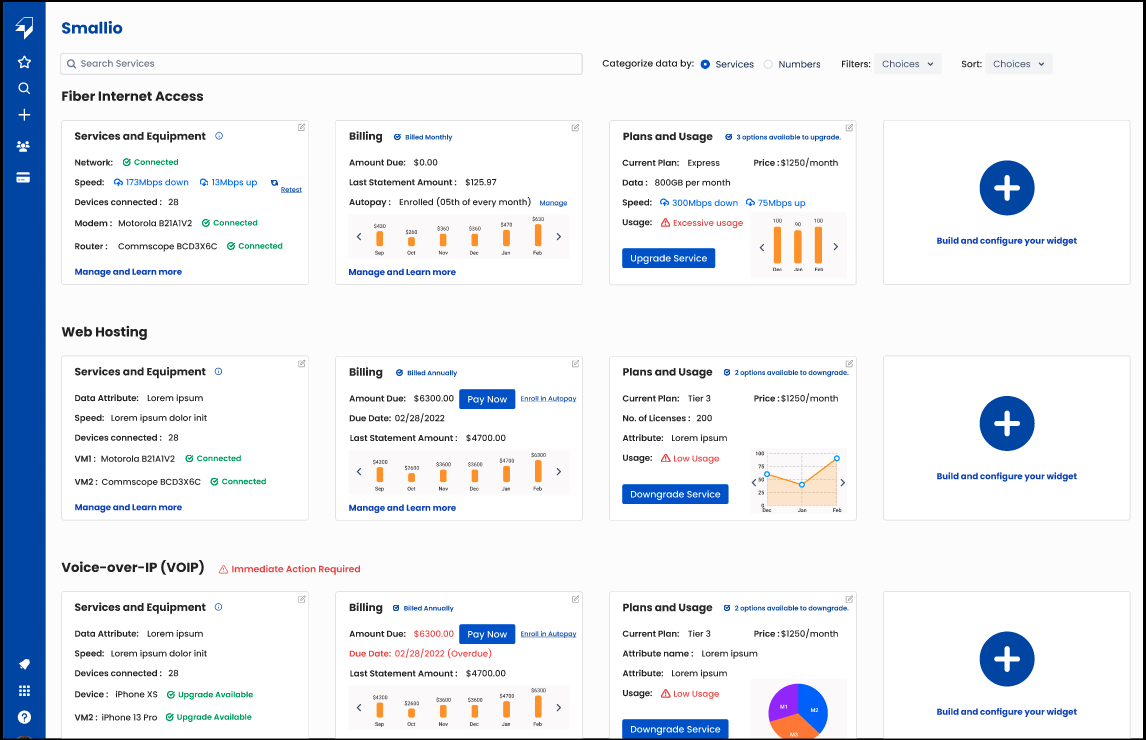 Smallio
Search Services
Categorize data by: Services Numbers Filters: Choices Sort: Choices
Fiber Internet Access
Services and Equipment
Network: Connected
Speed: 173Mbps down 13Mbps up Retest
Devices connected : 28
Modem : Motorola B21A1V2 Connected
Router : Commscope BCD3X6C Connected
Manage and Learn more
Billing Billed Monthly
Amount Due: $0.00
Last Statement Amount : $125.97
Autopay : Enrolled (05th of every month) Manage
$430 $260 $360 $360 $470 $630
Sep Oct Nov Dec Jan Feb
Manage and Learn more
Plans and Usage 3 options available to upgrade.
Current Plan: Express Price : $1250/month
Data : 800GB per month
Speed: 300Mbps down 75Mbps up
Usage: Excessive usage
100 90 100
Dec Jan Feb
Upgrade Service
Build and configure your widget
Web Hosting
Services and Equipment
Data Attribute: Lorem ipsum
Speed: Lorem ipsum dolor init
Devices connected : 28
VM1 : Motorola B21A1V2 Connected
VM2 : Commscope BCD3X6C Connected
Manage and Learn more
Billing Billed Annually
Amount Due: $6300.00 Pay Now Enroll in Autopay
Due Date: 02/28/2022
Last Statement Amount : $4700.00
$4300 $2600 $3600 $3600 $4700 $6300
Sep Oct Nov Dec Jan Feb
Manage and Learn more
Plans and Usage 2 options available to downgrade.
Current Plan: Tier 3 Price : $1250/month
No. of Licenses : 200
Attribute: Lorem ipsum
Usage: Low Usage
100
75
50
25
0
Dec Jan Feb
Downgrade Service
Build and configure your widget
Voice-over-IP (VOIP) Immediate Action Required
Services and Equipment
Data Attribute: Lorem ipsum
Speed: Lorem ipsum dolor init
Devices connected : 28
Device : iPhone XS Upgrade Available
VM2 : iPhone 13 Pro Upgrade Available
Billing Billed Annually
Amount Due: $6300.00 Pay Now Enroll in Autopay
Due Date: 02/28/2022 (Overdue)
Last Statement Amount : $4700.00
$4300 $2600 $3600 $3600 $4700 $6300
Sep Oct Nov Dec Jan Feb
Plans and Usage 2 options available to downgrade.
Current Plan: Tier 3 Price : $1250/month
Attribute name : Lorem ipsum
Attribute: Lorem ipsum
Usage: Low Usage
M1 M2
M3
Downgrade Service
Build and configure your widget